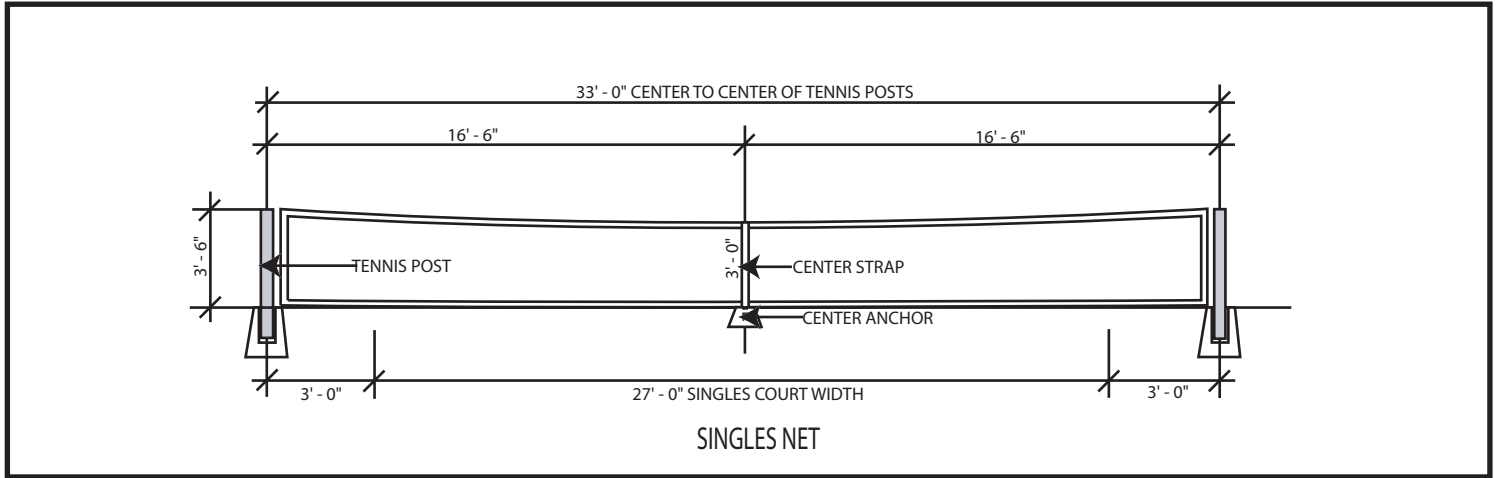 33' - 0" CENTER TO CENTER OF TENNIS POSTS
16' - 6"
16' - 6"
3' - 6"
TENNIS POST
3' - 0"
CENTER STRAP
CENTER ANCHOR
3' - 0"
27' - 0" SINGLES COURT WIDTH
3' - 0"
SINGLES NET